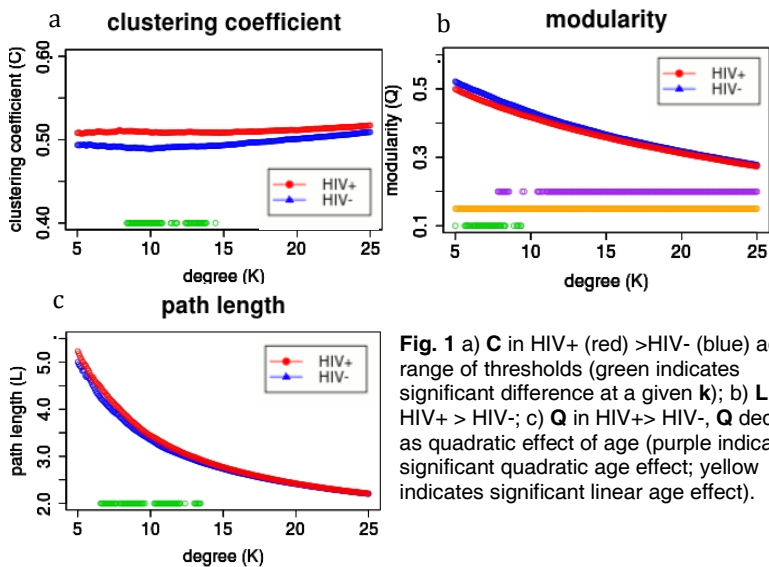 a
clustering coefficient
clustering coefficient (C)
0.60
0.50
0.40
HIV+
HIV-
5 10 15 20 25
degree (K)
b
modularity
modularity (Q)
0.5
0.3
0.1
HIV+
HIV-
5 10 15 20 25
degree (K)
c
path length
path length (L)
5.0
4.0
3.0
2.0
HIV+
HIV-
5 10 15 20 25
degree (K)
Fig. 1 a) C in HIV+ (red) >HIV- (blue)
range of thresholds (green indicates
significant difference at a given k); b) L
HIV+ > HIV-; c) Q in HIV+> HIV-, Q
as quadratic effect of age (purple
significant quadratic age effect; yellow
indicates significant linear age effect).